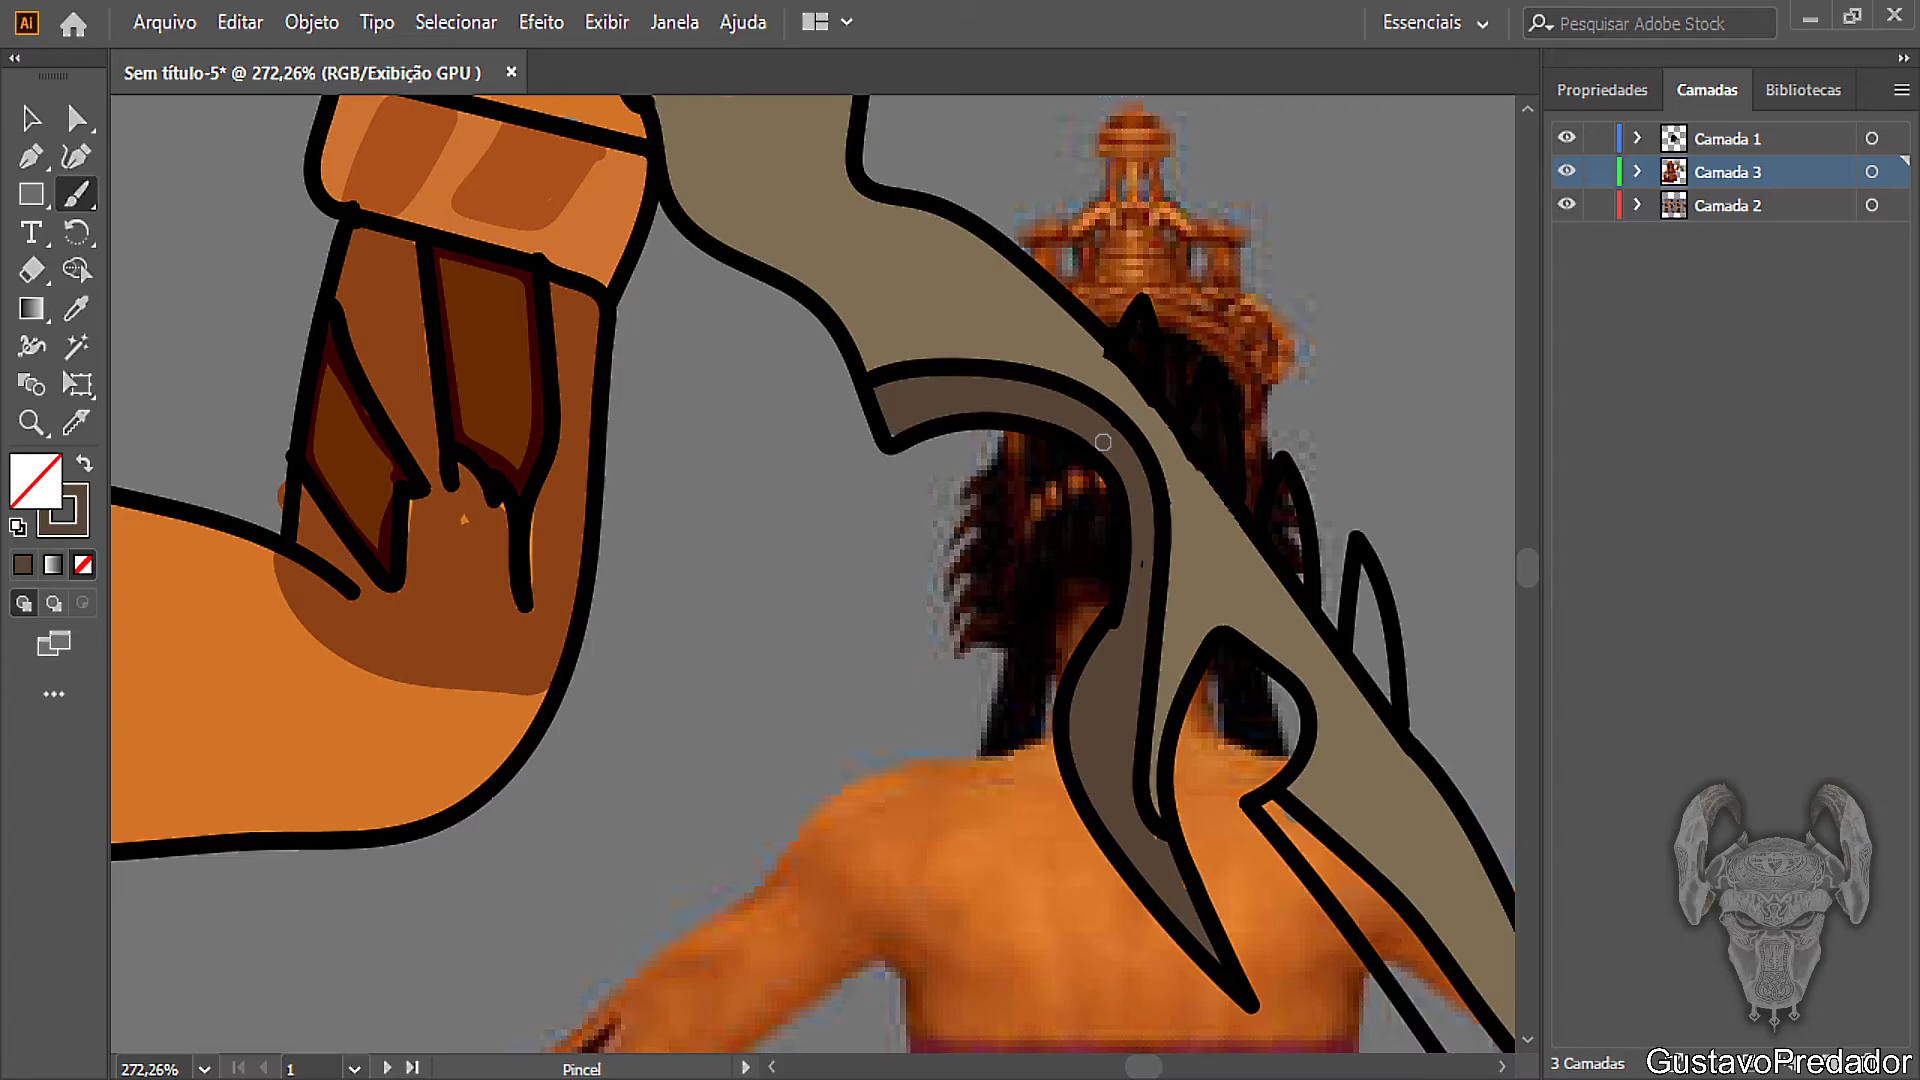 Ai
Arquivo Editar Objeto Tipo Selecionar Efeito Exibir Janela Ajuda
Essenciais
Pesquisar Adobe Stock
Sem título-5* @ 272,26% (RGB/Exibição GPU )
Propriedades Camadas Bibliotecas
Camada 1
Camada 3
Camada 2
272,26%
1
Pincel
3 Camadas
GustavoPredador